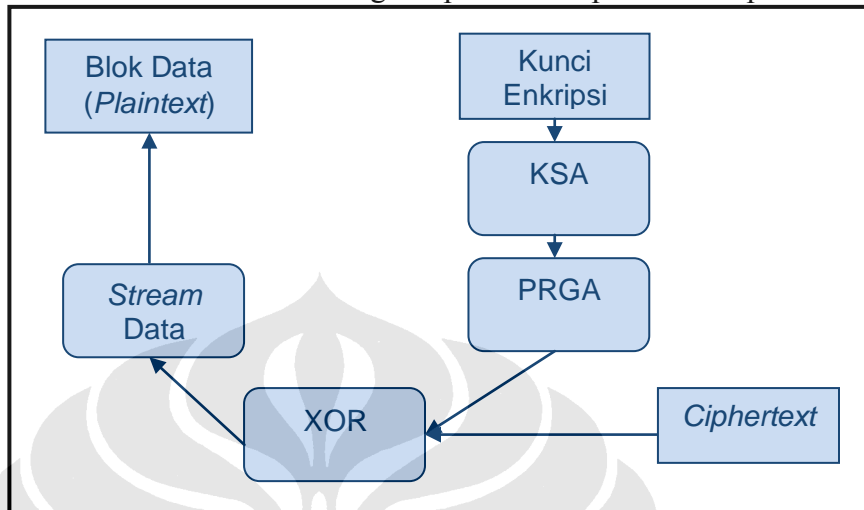 Blok Data
(Plaintext)
Kunci
Enkripsi
KSA
PRGA
Stream
Data
XOR
Ciphertext